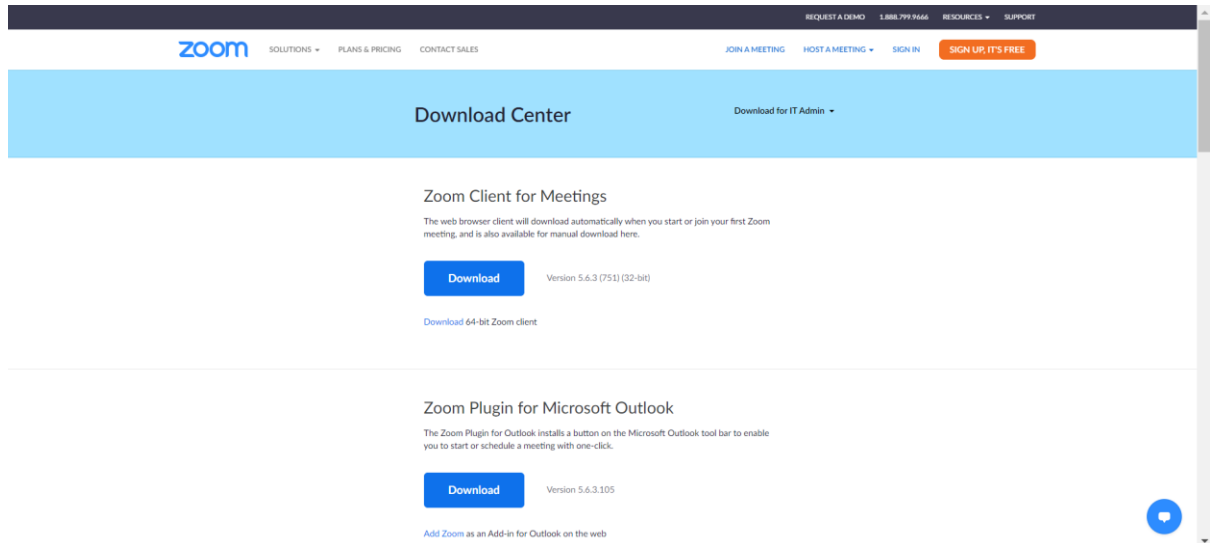 REQUEST A DEMO 1.888.799.9666 RESOURCES SUPPORT
zoom SOLUTIONS PLANS & PRICING CONTACT SALES JOIN A MEETING HOST A MEETING SIGN IN SIGN UP, IT'S FREE
Download Center Download for IT Admin
Zoom Client for Meetings
The web browser client will download automatically when you start or join your first Zoom
meeting, and is also available for manual download here.
Download Version 5.6.3 (751) (32-bit)
Download 64-bit Zoom client
Zoom Plugin for Microsoft Outlook
The Zoom Plugin for Outlook installs a button on the Microsoft Outlook tool bar to enable
you to start or schedule a meeting with one-click.
Download Version 5.6.3.105
Add Zoom as an Add-in for Outlook on the web